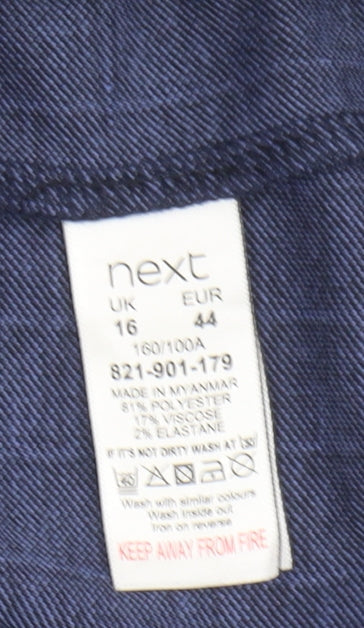 next
UK EUR
16 44
160/100A
821-901-179
MADE IN MYANMAR
81% POLYESTER
17% VISCOSE
2% ELASTANE
IF IT'S NOT DIRTY WASH AT 30
40
Wash with similar colours
Wash inside out
Iron on reverse
KEEP AWAY FROM FIRE